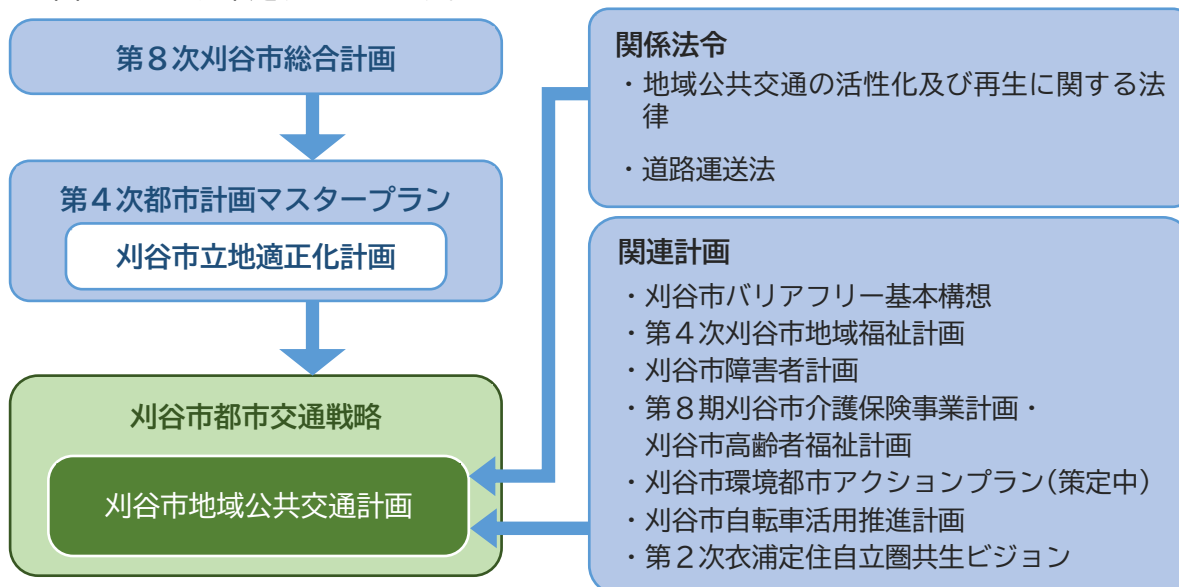 第８次刈谷市総合計画
第４次都市計画マスタープラン
刈谷市立地適正化計画
刈谷市都市交通戦略
刈谷市地域公共交通計画
関係法令
・地域公共交通の活性化及び再生に関する法
律
・道路運送法
関連計画
・刈谷市バリアフリー基本構想
・第４次刈谷市地域福祉計画
・刈谷市障害者計画
・第８期刈谷市介護保険事業計画・
刈谷市高齢者福祉計画
・刈谷市環境都市アクションプラン(策定中)
・刈谷市自転車活用推進計画
・第２次衣浦定住自立圏共生ビジョン